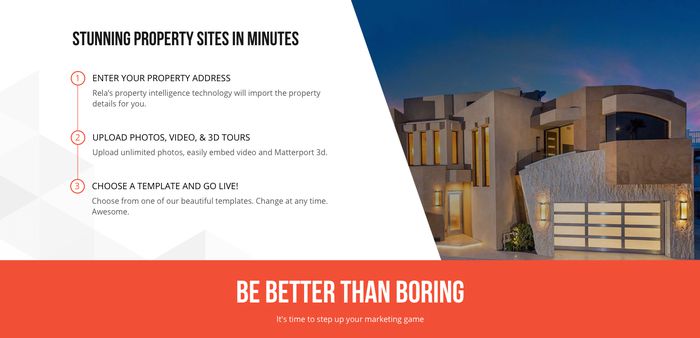 STUNNING PROPERTY SITES IN MINUTES
1 ENTER YOUR PROPERTY ADDRESS
Rela's property intelligence technology will import the property
details for you.
2 UPLOAD PHOTOS, VIDEO, & 3D TOURS
Upload unlimited photos, easily embed video and Matterport 3d.
3 CHOOSE A TEMPLATE AND GO LIVE!
Choose from one of our beautiful templates. Change at any time.
Awesome.
BE BETTER THAN BORING
It's time to step up your marketing game